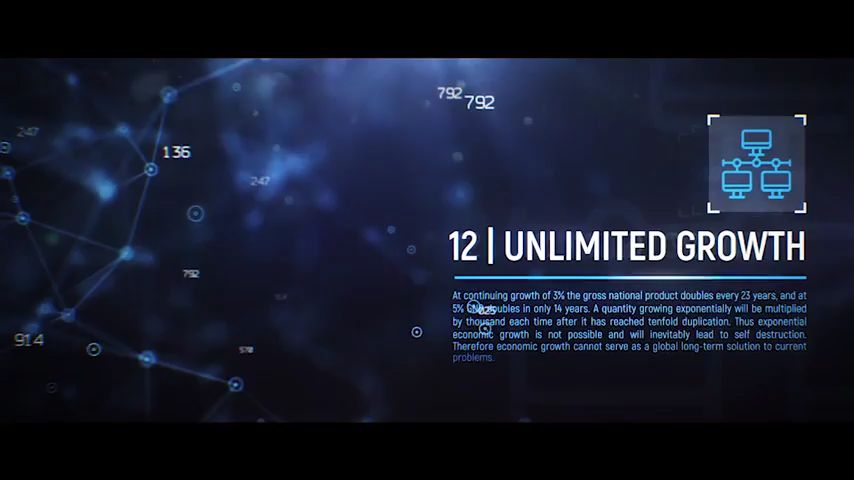 792
792
247
136
247
12 | UNLIMITED GROWTH
792
At continuing growth of 3% the gross national product doubles every 23 years, and at
5% GNP doubles in only 14 years. A quantity growing exponentially will be multiplied
by thousand each time after it has reached tenfold duplication. Thus exponential
economic growth is not possible and will inevitably lead to self destruction.
Therefore economic growth cannot serve as a global long-term solution to current
problems.
914